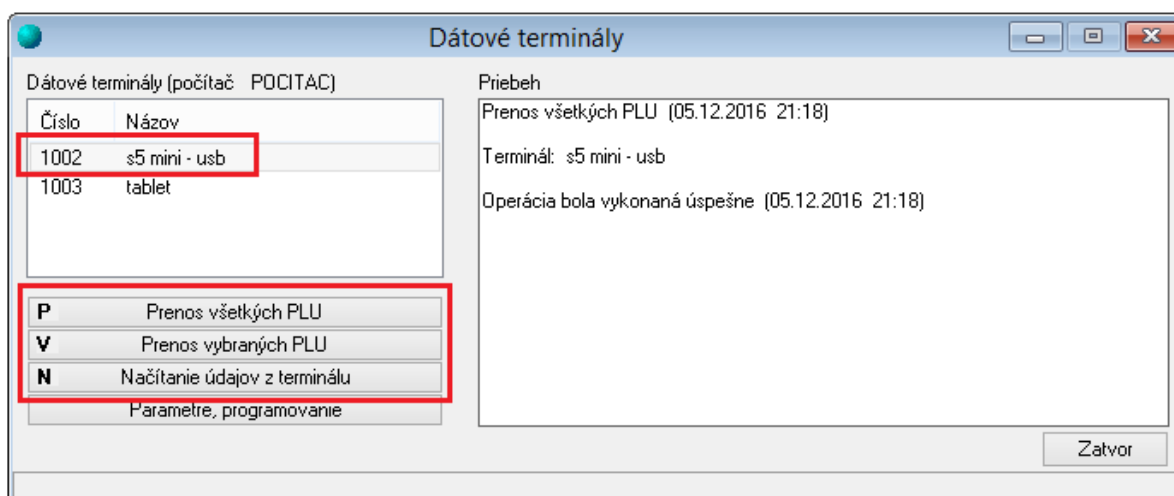 Dátové terminály
Dátové terminály (počítač POCITAC)
Číslo Názov
1002 s5 mini - usb
1003 tablet
P Prenos všetkých PLU
V Prenos vybraných PLU
N Načítanie údajov z terminálu
Parametre, programovanie
Priebeh
Prenos všetkých PLU (05.12.2016 21:18)
Terminál: s5 mini - usb
Operácia bola vykonaná úspešne (05.12.2016 21:18)
Zatvor